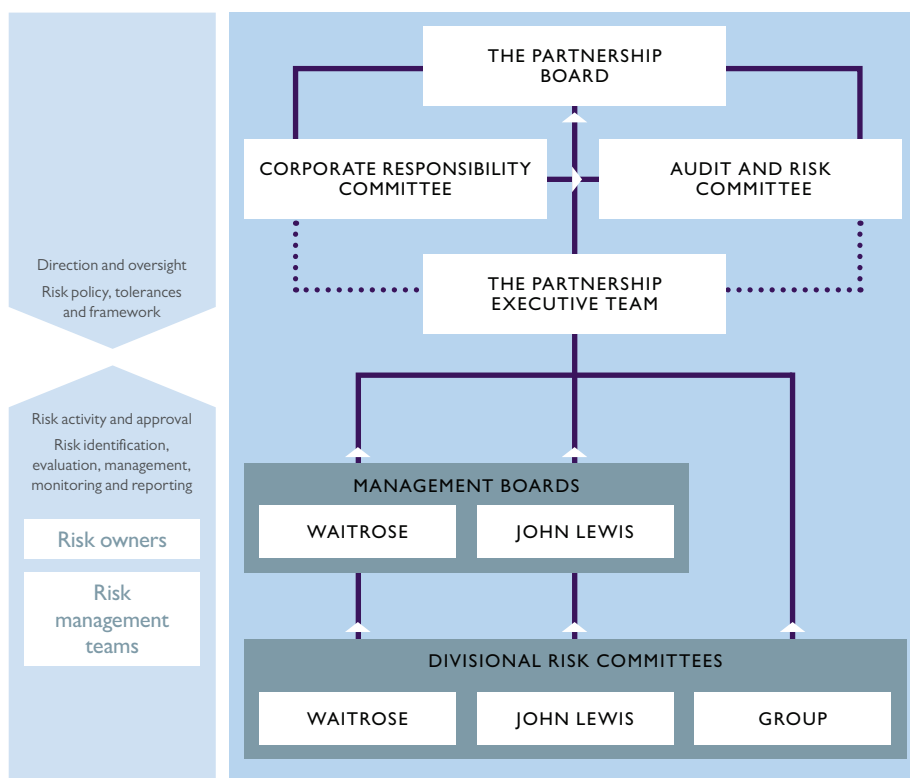 THE PARTNERSHIP
BOARD
CORPORATE RESPONSIBILITY
COMMITTEE
AUDIT AND RISK
COMMITTEE
Direction and oversight
Risk policy, tolerances
and framework
THE PARTNERSHIP
EXECUTIVE TEAM
Risk activity and approval
Risk identification,
evaluation, management,
monitoring and reporting
Risk owners
Risk
management
teams
MANAGEMENT BOARDS
WAITROSE
JOHN LEWIS
DIVISIONAL RISK COMMITTEES
WAITROSE
JOHN LEWIS
GROUP